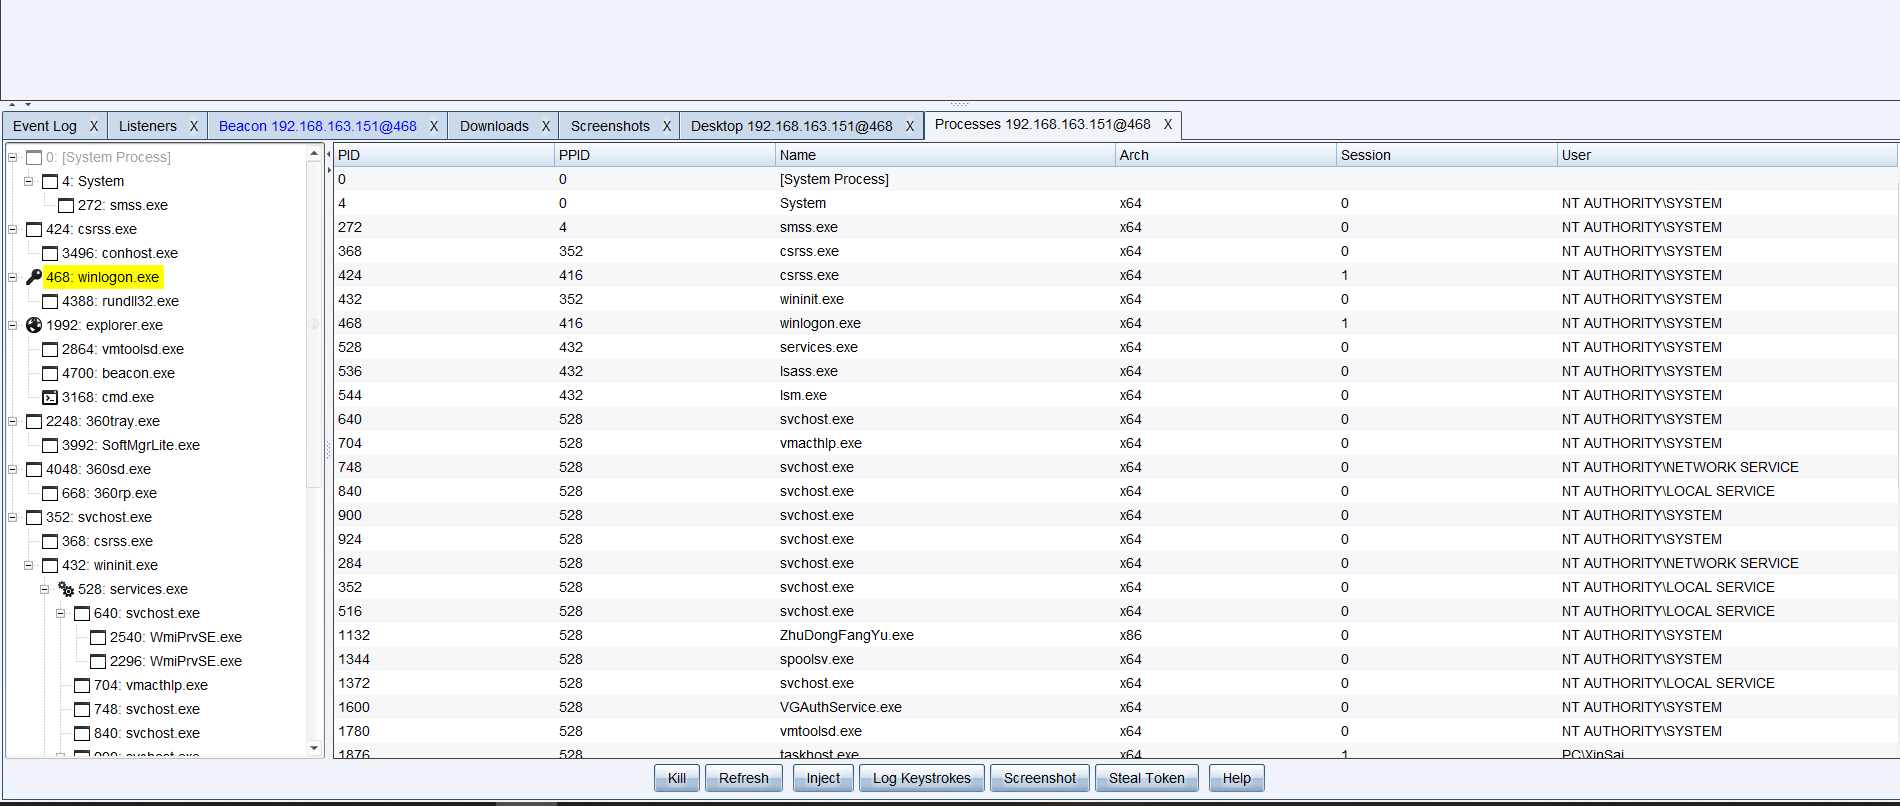 Event Log X Listeners X Beacon 192.168.163.151@468 X Downloads X Screenshots X Desktop 192.168.163.151@468 X Processes 192.168.163.151@468 X
0: [System Process]
4: System
272: smss.exe
424: csrss.exe
3496: conhost.exe
468: winlogon.exe
4388: rundll32.exe
1992: explorer.exe
2864: vmtoolsd.exe
4700: beacon.exe
3168: cmd.exe
2248: 360tray.exe
3992: SoftMgrLite.exe
4048: 360sd.exe
668: 360rp.exe
352: svchost.exe
368: csrss.exe
432: wininit.exe
528: services.exe
640: svchost.exe
2540: WmiPrvSE.exe
2296: WmiPrvSE.exe
704: vmacthlp.exe
748: svchost.exe
840: svchost.exe
PID PPID Name Arch Session User
0 0 [System Process]
4 0 System x64 0 NT AUTHORITY\SYSTEM
272 4 smss.exe x64 0 NT AUTHORITY\SYSTEM
368 352 csrss.exe x64 0 NT AUTHORITY\SYSTEM
424 416 csrss.exe x64 1 NT AUTHORITY\SYSTEM
432 352 wininit.exe x64 0 NT AUTHORITY\SYSTEM
468 416 winlogon.exe x64 1 NT AUTHORITY\SYSTEM
528 432 services.exe x64 0 NT AUTHORITY\SYSTEM
536 432 lsass.exe x64 0 NT AUTHORITY\SYSTEM
544 432 lsm.exe x64 0 NT AUTHORITY\SYSTEM
640 528 svchost.exe x64 0 NT AUTHORITY\SYSTEM
704 528 vmacthlp.exe x64 0 NT AUTHORITY\SYSTEM
748 528 svchost.exe x64 0 NT AUTHORITY\NETWORK SERVICE
840 528 svchost.exe x64 0 NT AUTHORITY\LOCAL SERVICE
900 528 svchost.exe x64 0 NT AUTHORITY\SYSTEM
924 528 svchost.exe x64 0 NT AUTHORITY\SYSTEM
284 528 svchost.exe x64 0 NT AUTHORITY\NETWORK SERVICE
352 528 svchost.exe x64 0 NT AUTHORITY\LOCAL SERVICE
516 528 svchost.exe x64 0 NT AUTHORITY\LOCAL SERVICE
1132 528 ZhuDongFangYu.exe x86 0 NT AUTHORITY\SYSTEM
1344 528 spoolsv.exe x64 0 NT AUTHORITY\SYSTEM
1372 528 svchost.exe x64 0 NT AUTHORITY\LOCAL SERVICE
1600 528 VGAuthService.exe x64 0 NT AUTHORITY\SYSTEM
1780 528 vmtoolsd.exe x64 0 NT AUTHORITY\SYSTEM
1876 528 taskhost.exe x64 1 PC\XinSai
Kill Refresh Inject Log Keystrokes Screenshot Steal Token Help